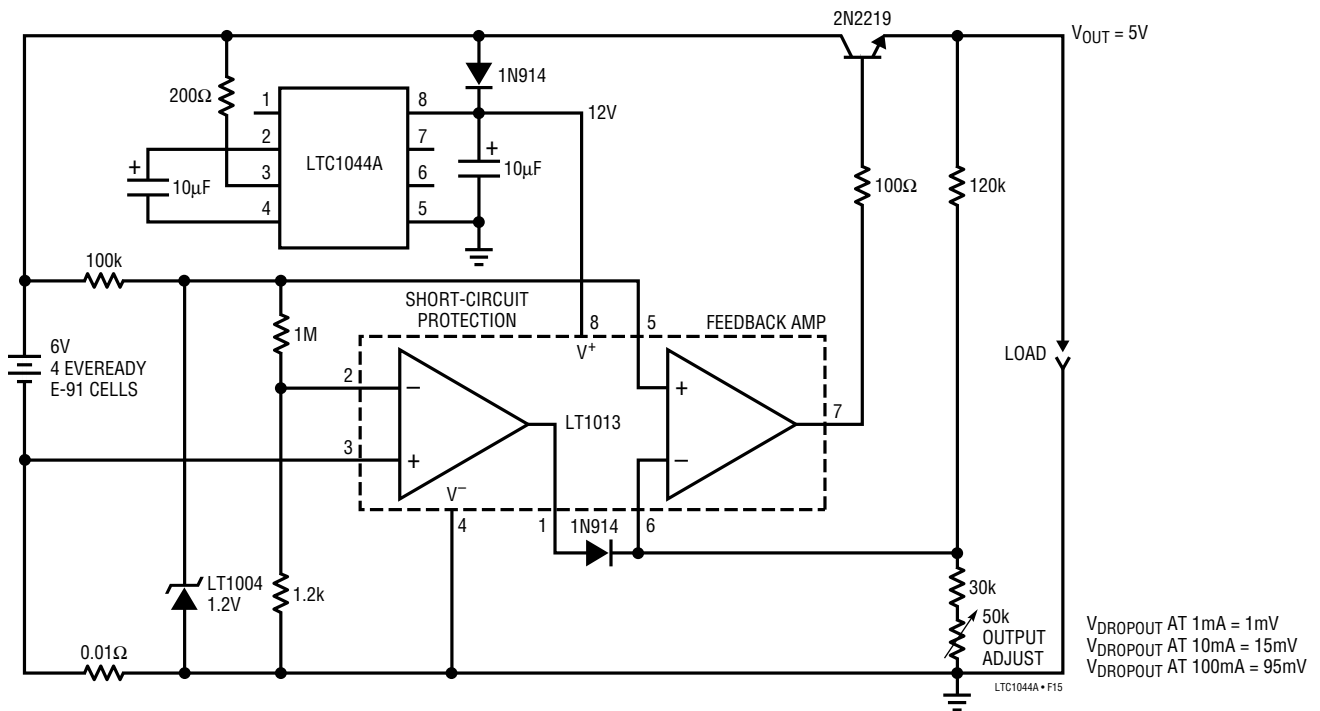 2N2219
V_OUT = 5V
1N914
200Ω
1
8
12V
2
7
LTC1044A
+
10µF
3
6
+
10µF
4
5
100Ω
120k
100k
SHORT-CIRCUIT
PROTECTION
8
5
FEEDBACK AMP
1M
V+
6V
4 EVEREADY
E-91 CELLS
LOAD
2
−
+
7
LT1013
3
+
−
V−
4
1
1N914
6
LT1004
1.2V
1.2k
30k
50k
OUTPUT
ADJUST
0.01Ω
V_DROPOUT AT 1mA = 1mV
V_DROPOUT AT 10mA = 15mV
V_DROPOUT AT 100mA = 95mV
LTC1044A • F15